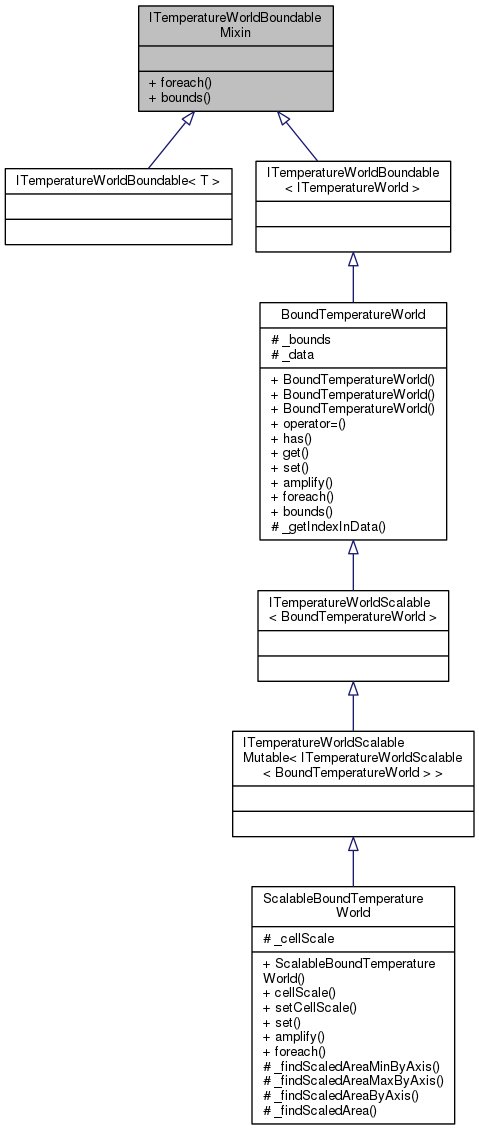 ITemperatureWorldBoundable
Mixin
+ foreach()
+ bounds()
ITemperatureWorldBoundable< T >
ITemperatureWorldBoundable
< ITemperatureWorld >
BoundTemperatureWorld
# _bounds
# _data
+ BoundTemperatureWorld()
+ BoundTemperatureWorld()
+ BoundTemperatureWorld()
+ operator=()
+ has()
+ get()
+ set()
+ amplify()
+ foreach()
+ bounds()
# _getIndexInData()
ITemperatureWorldScalable
< BoundTemperatureWorld >
ITemperatureWorldScalable
Mutable< ITemperatureWorldScalable
< BoundTemperatureWorld > >
ScalableBoundTemperature
World
# _cellScale
+ ScalableBoundTemperature
World()
+ cellScale()
+ setCellScale()
+ set()
+ amplify()
+ foreach()
# _findScaledAreaMinByAxis()
# _findScaledAreaMaxByAxis()
# _findScaledAreaByAxis()
# _findScaledArea()